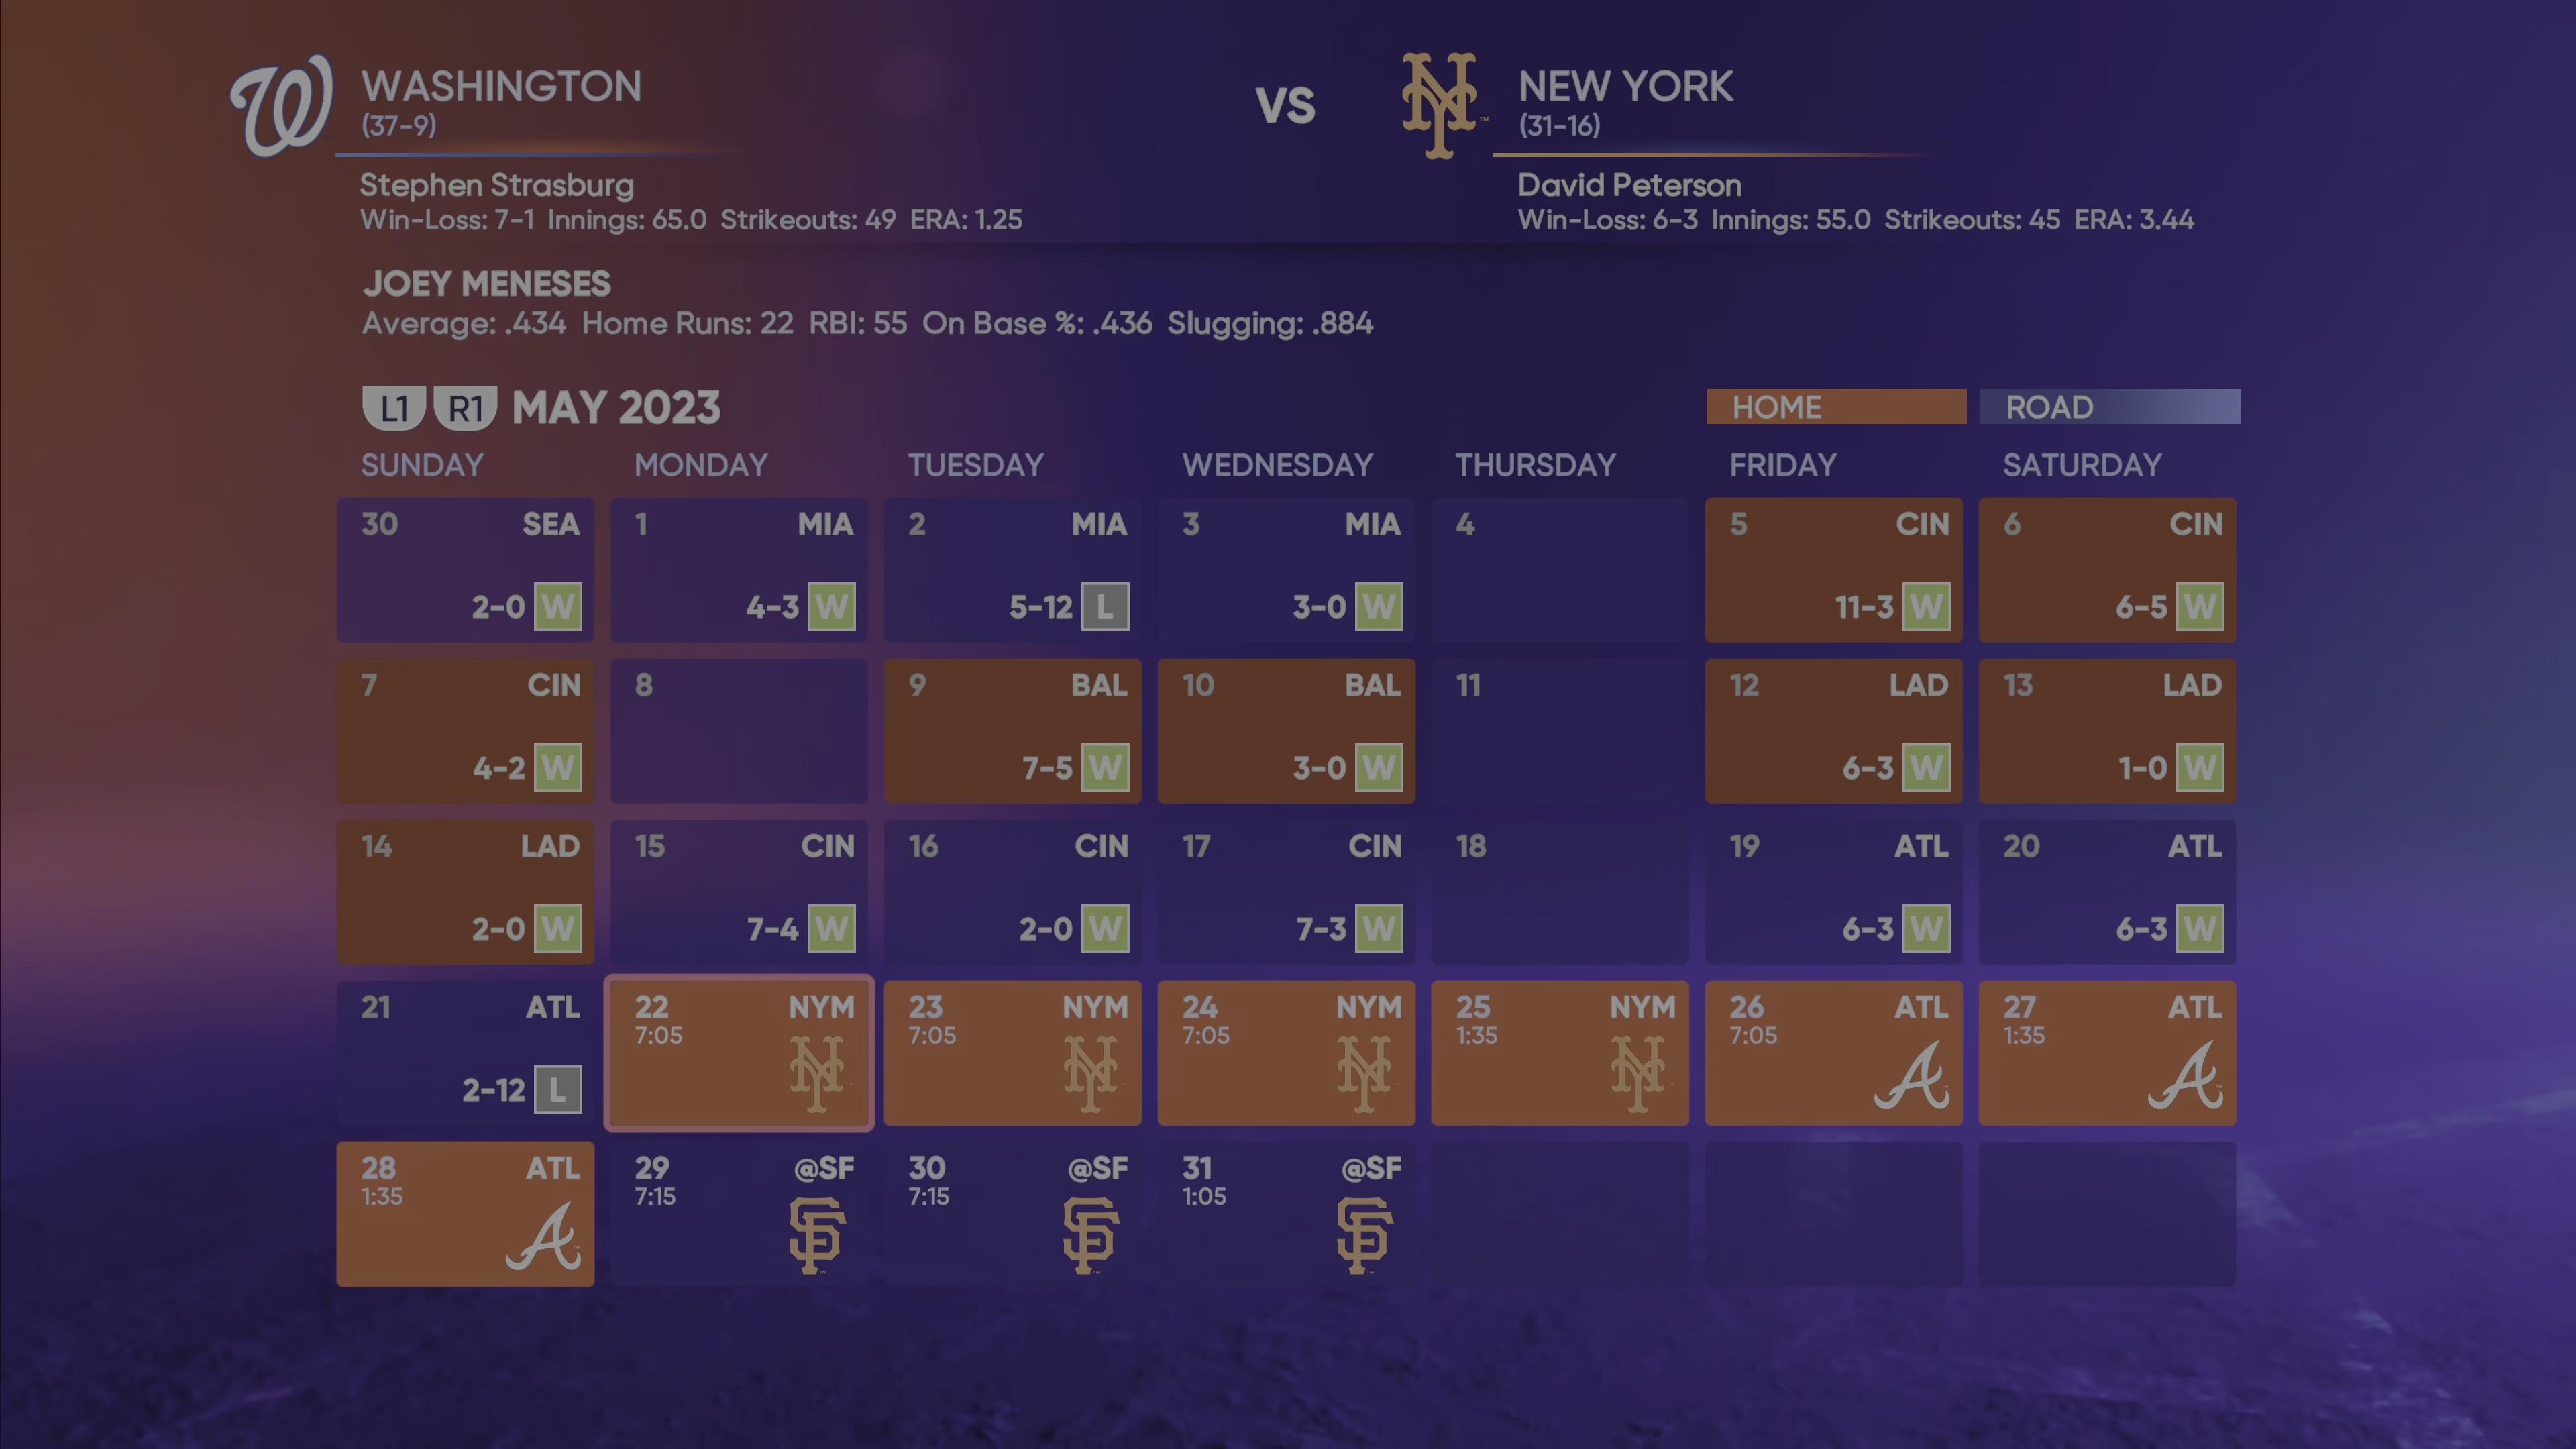 WASHINGTON
(37-9)
Stephen Strasburg
Win-Loss: 7-1 Innings: 65.0 Strikeouts: 49 ERA: 1.25
VS
NEW YORK
(31-16)
David Peterson
Win-Loss: 6-3 Innings: 55.0 Strikeouts: 45 ERA: 3.44
JOEY MENESES
Average: .434 Home Runs: 22 RBI: 55 On Base %: .436 Slugging: .884
L1 R1 MAY 2023 HOME ROAD
SUNDAY MONDAY TUESDAY WEDNESDAY THURSDAY FRIDAY SATURDAY
30 SEA 1 MIA 2 MIA 3 MIA 4 5 CIN 6 CIN
2-0 W 4-3 W 5-12 L 3-0 W 11-3 W 6-5 W
7 CIN 8 9 BAL 10 BAL 11 12 LAD 13 LAD
4-2 W 7-5 W 3-0 W 6-3 W 1-0 W
14 LAD 15 CIN 16 CIN 17 CIN 18 19 ATL 20 ATL
2-0 W 7-4 W 2-0 W 7-3 W 6-3 W 6-3 W
21 ATL 22 NYM 23 NYM 24 NYM 25 NYM 26 ATL 27 ATL
7:05 7:05 7:05 1:35 7:05 1:35
2-12 L
28 ATL 29 @SF 30 @SF 31 @SF
1:35 7:15 7:15 1:05